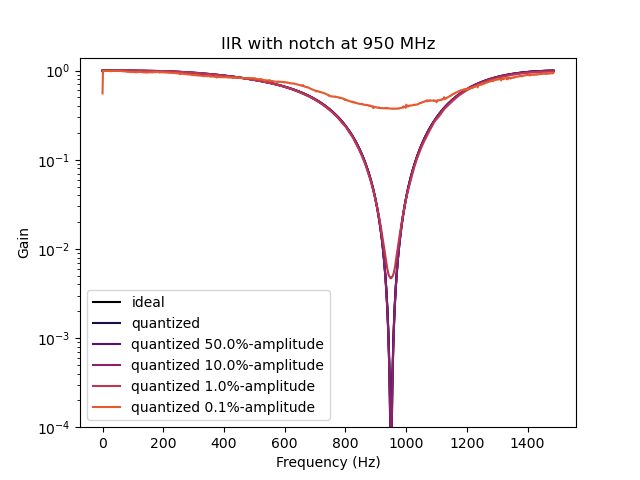 IIR with notch at 950 MHz
10⁰
10⁻¹
10⁻²
10⁻³
10⁻⁴
Gain
ideal
quantized
quantized 50.0%-amplitude
quantized 10.0%-amplitude
quantized 1.0%-amplitude
quantized 0.1%-amplitude
0 200 400 600 800 1000 1200 1400
Frequency (Hz)